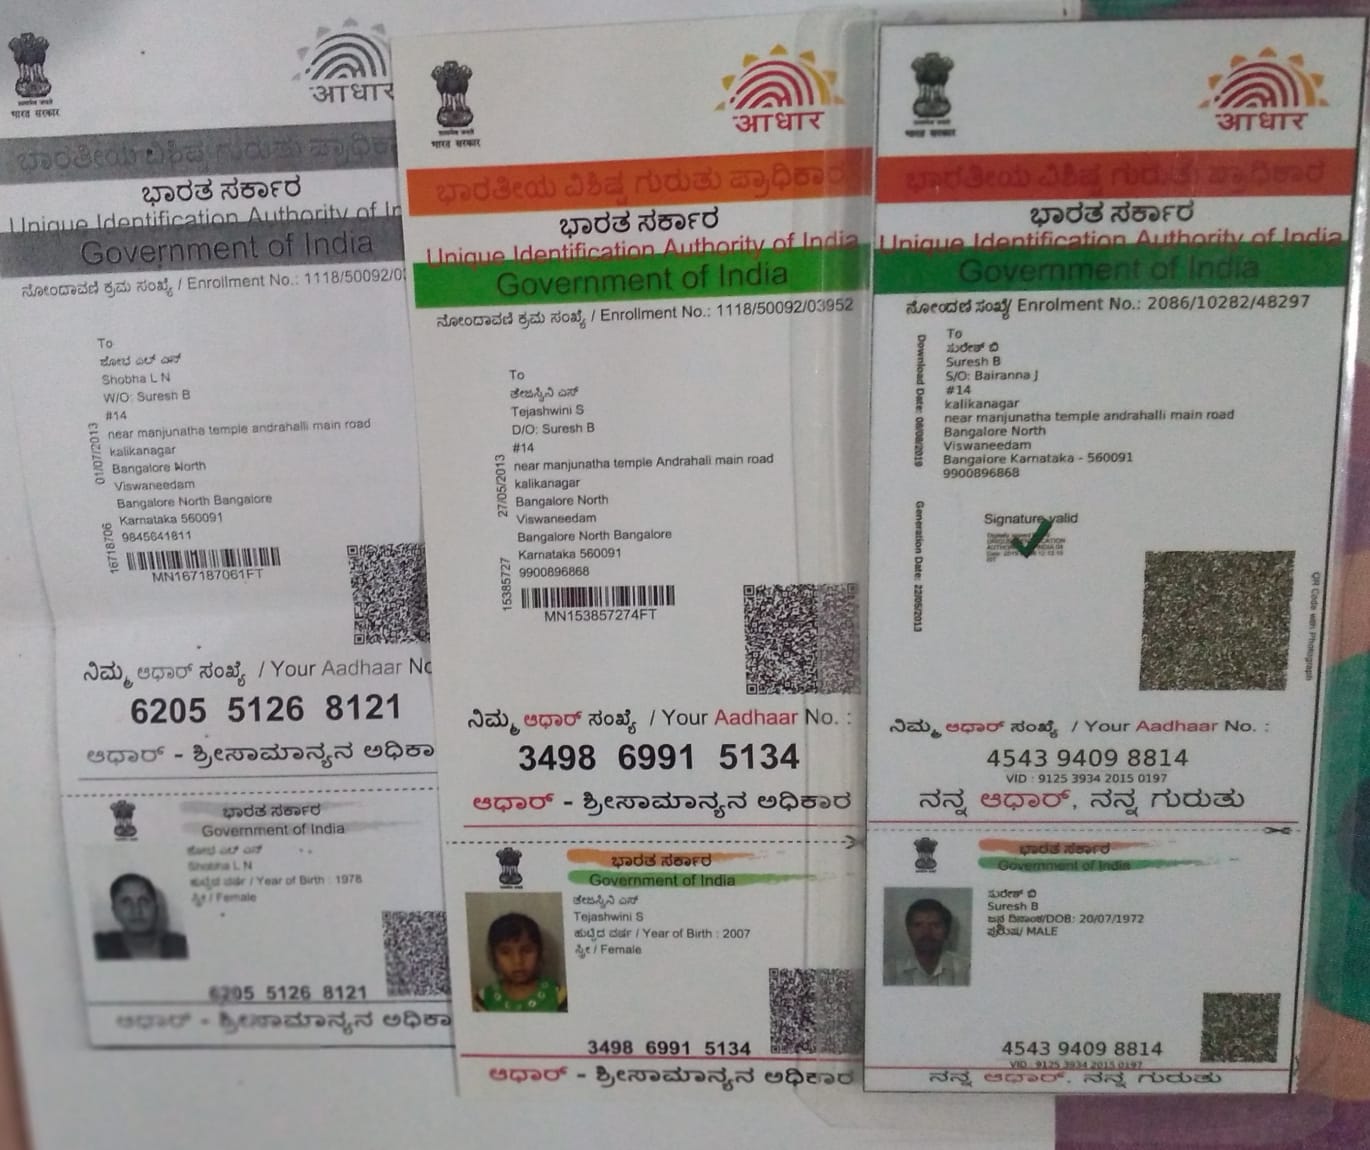 भारत सरकार
आधार
ಭಾರತೀಯ ವಿಶಿಷ್ಟ ಗುರುತು
ಭಾರತ ಸರ್ಕಾರ
Unique Identification Authority of
Government of India
ನೋಂದಾವಣಿ ಕ್ರಮ ಸಂಖ್ಯೆ / Enrollment No.: 1118/50092/0
To
ಶೋಭ ಎಲ್ ಎನ್
Shobha L N
W/O: Suresh B
#14
near manjunatha temple andrahalli main road
kalikanagar
Bangalore North
Viswaneedam
Bangalore North Bangalore
Karnataka 560091
9845641811
01/07/2013
16718706
MN167187061FT
ನಿಮ್ಮ ಆಧಾರ್ ಸಂಖ್ಯೆ / Your Aadhaar No
6205 5126 8121
ಆಧಾರ್ - ಶ್ರೀಸಾಮಾನ್ಯನ ಅಧಿಕಾ
ಭಾರತ ಸರ್ಕಾರ
Government of India
ಶೋಭ ಎಲ್ ಎನ್
Shobha L N
ಹುಟ್ಟಿದ ವರ್ಷ / Year of Birth : 1978
ಸ್ತ್ರೀ / Female
6205 5126 8121
ಆಧಾರ್ - ಶ್ರೀಸಾಮಾನ್ಯನ ಅಧಿಕಾ
भारत सरकार
आधार
ಭಾರತೀಯ ವಿಶಿಷ್ಟ ಗುರುತು ಪ್ರಾಧಿಕಾರ
ಭಾರತ ಸರ್ಕಾರ
Unique Identification Authority of India
Government of India
ನೋಂದಾವಣಿ ಕ್ರಮ ಸಂಖ್ಯೆ / Enrollment No.: 1118/50092/03952
To
ತೇಜಸ್ವಿನಿ ಎಸ್
Tejashwini S
D/O: Suresh B
#14
near manjunatha temple Andrahali main road
kalikanagar
Bangalore North
Viswaneedam
Bangalore North Bangalore
Karnataka 560091
9900896868
27/05/2013
15385727
MN153857274FT
ನಿಮ್ಮ ಆಧಾರ್ ಸಂಖ್ಯೆ / Your Aadhaar No. :
3498 6991 5134
ಆಧಾರ್ - ಶ್ರೀಸಾಮಾನ್ಯನ ಅಧಿಕಾರ
ಭಾರತ ಸರ್ಕಾರ
Government of India
ತೇಜಸ್ವಿನಿ ಎಸ್
Tejashwini S
ಹುಟ್ಟಿದ ವರ್ಷ / Year of Birth : 2007
ಸ್ತ್ರೀ / Female
3498 6991 5134
ಆಧಾರ್ - ಶ್ರೀಸಾಮಾನ್ಯನ ಅಧಿಕಾರ
भारत सरकार
आधार
ಭಾರತೀಯ ವಿಶಿಷ್ಟ ಗುರುತು ಪ್ರಾಧಿಕಾರ
ಭಾರತ ಸರ್ಕಾರ
Unique Identification Authority of India
Government of India
ನೋಂದಣಿ ಸಂಖ್ಯೆ/ Enrolment No.: 2086/10282/48297
To
ಸುರೇಶ್ ಬಿ
Suresh B
S/O: Bairanna J
#14
kalikanagar
near manjunatha temple andrahalli main road
Bangalore North
Viswaneedam
Bangalore Karnataka - 560091
9900896868
Download Date: 08/08/2019
Generation Date: 22/05/2013
Signature valid
QR Code with Photograph
ನಿಮ್ಮ ಆಧಾರ್ ಸಂಖ್ಯೆ / Your Aadhaar No. :
4543 9409 8814
VID : 9125 3934 2015 0197
ನನ್ನ ಆಧಾರ್, ನನ್ನ ಗುರುತು
ಭಾರತ ಸರ್ಕಾರ
Government of India
ಸುರೇಶ್ ಬಿ
Suresh B
ಜನ್ಮ ದಿನಾಂಕ/DOB: 20/07/1972
ಪುರುಷ/ MALE
4543 9409 8814
VID : 9125 3934 2015 0197
ನನ್ನ ಆಧಾರ್, ನನ್ನ ಗುರುತು